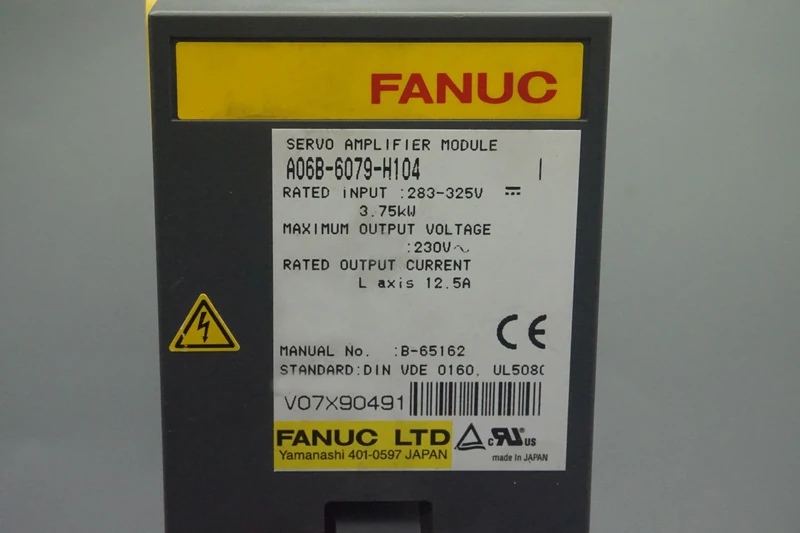 FANUC
SERVO AMPLIFIER MODULE
A06B-6079-H104 I
RATED INPUT :283-325V ⎓
3.75kW
MAXIMUM OUTPUT VOLTAGE
:230V～
RATED OUTPUT CURRENT
L axis 12.5A
CE
MANUAL No. :B-65162
STANDARD:DIN VDE 0160, UL508C
V07X90491
FANUC LTD
Yamanashi 401-0597 JAPAN
c RU US
made in JAPAN